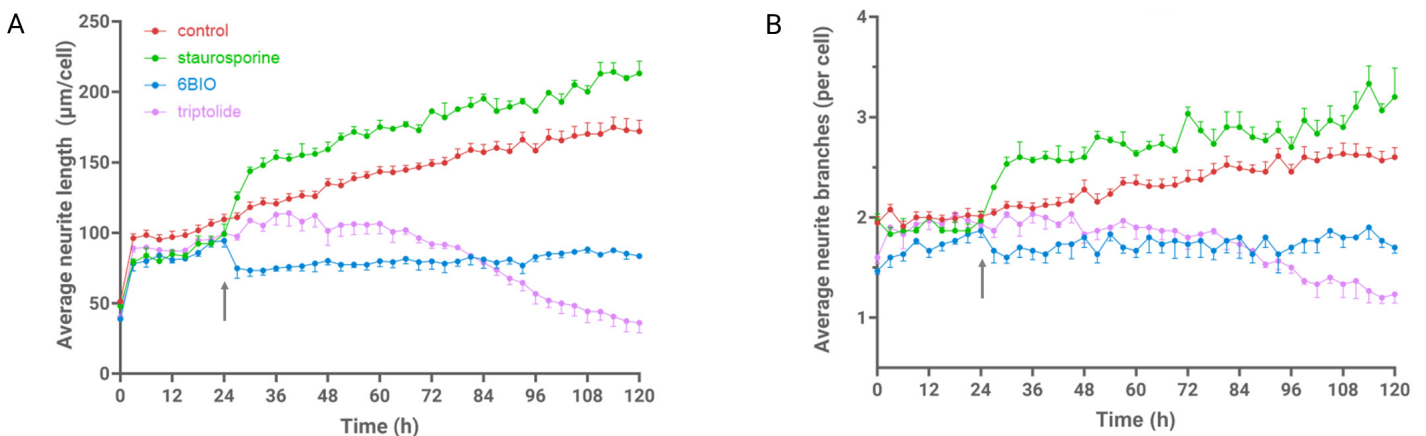 A
Average neurite length (µm/cell)
250
200
150
100
50
0
control
staurosporine
6BIO
triptolide
0 12 24 36 48 60 72 84 96 108 120
Time (h)
B
Average neurite branches (per cell)
4
3
2
1
0 12 24 36 48 60 72 84 96 108 120
Time (h)